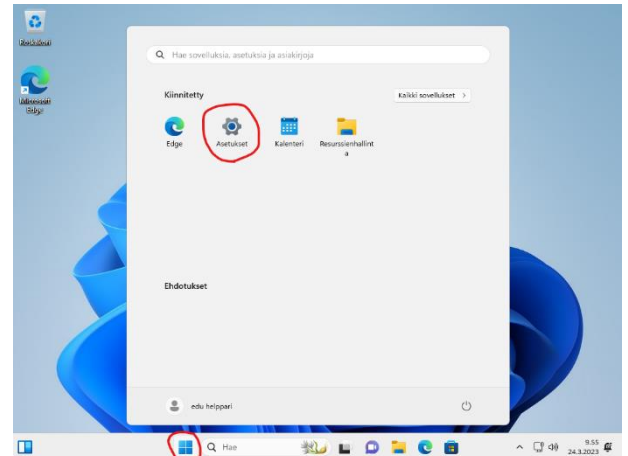 Roskakori
Microsoft
Edge
Hae sovelluksia, asetuksia ja asiakirjoja
Kiinnitetty
Kaikki sovellukset >
Edge
Asetukset
Kalenteri
Resurssienhallint
a
Ehdotukset
edu helppari
Hae
9.55
24.3.2023